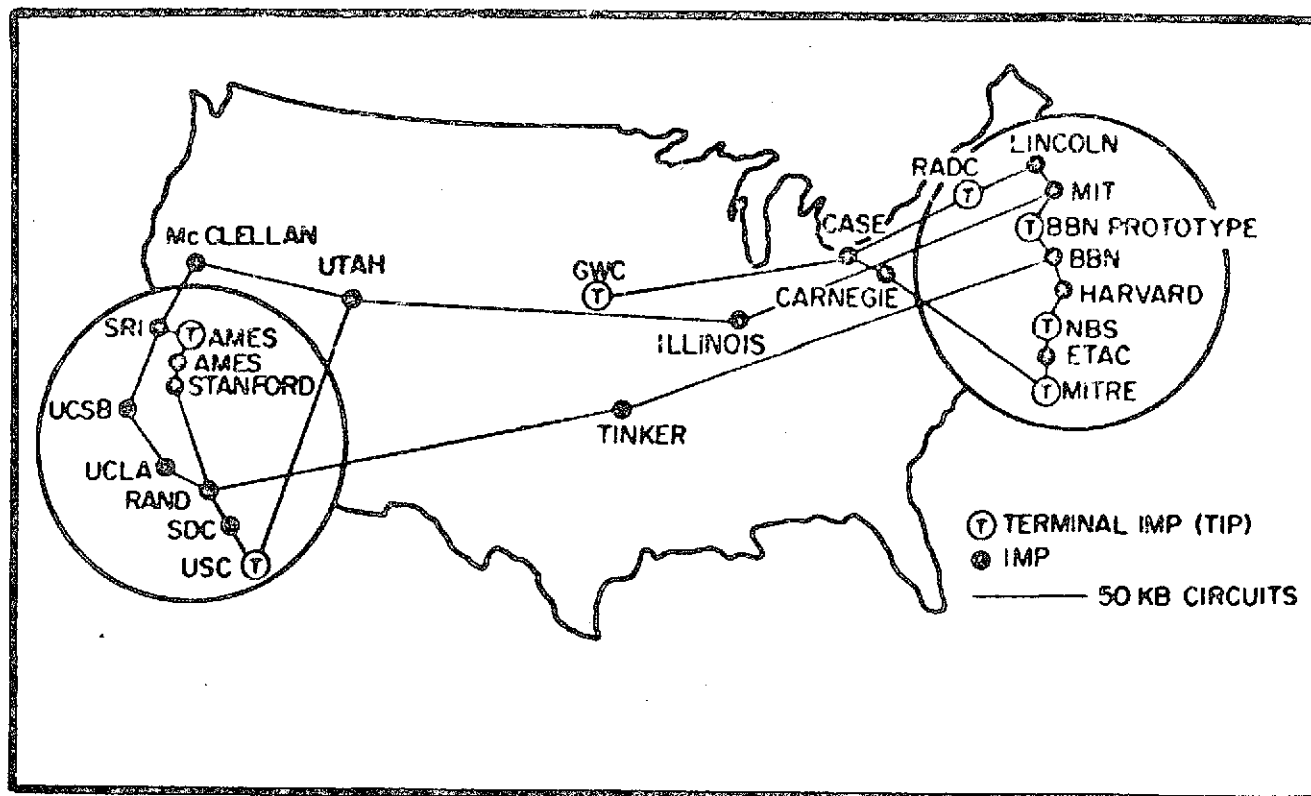 LINCOLN
RADC
T
MIT
CASE
T BBN PROTOTYPE
Mc CLELLAN
BBN
UTAH
GWC
T
CARNEGIE
HARVARD
SRI
T AMES
ILLINOIS
T NBS
AMES
ETAC
STANFORD
T MITRE
UCSB
TINKER
UCLA
RAND
SDC
T TERMINAL IMP (TIP)
USC T
IMP
50 KB CIRCUITS